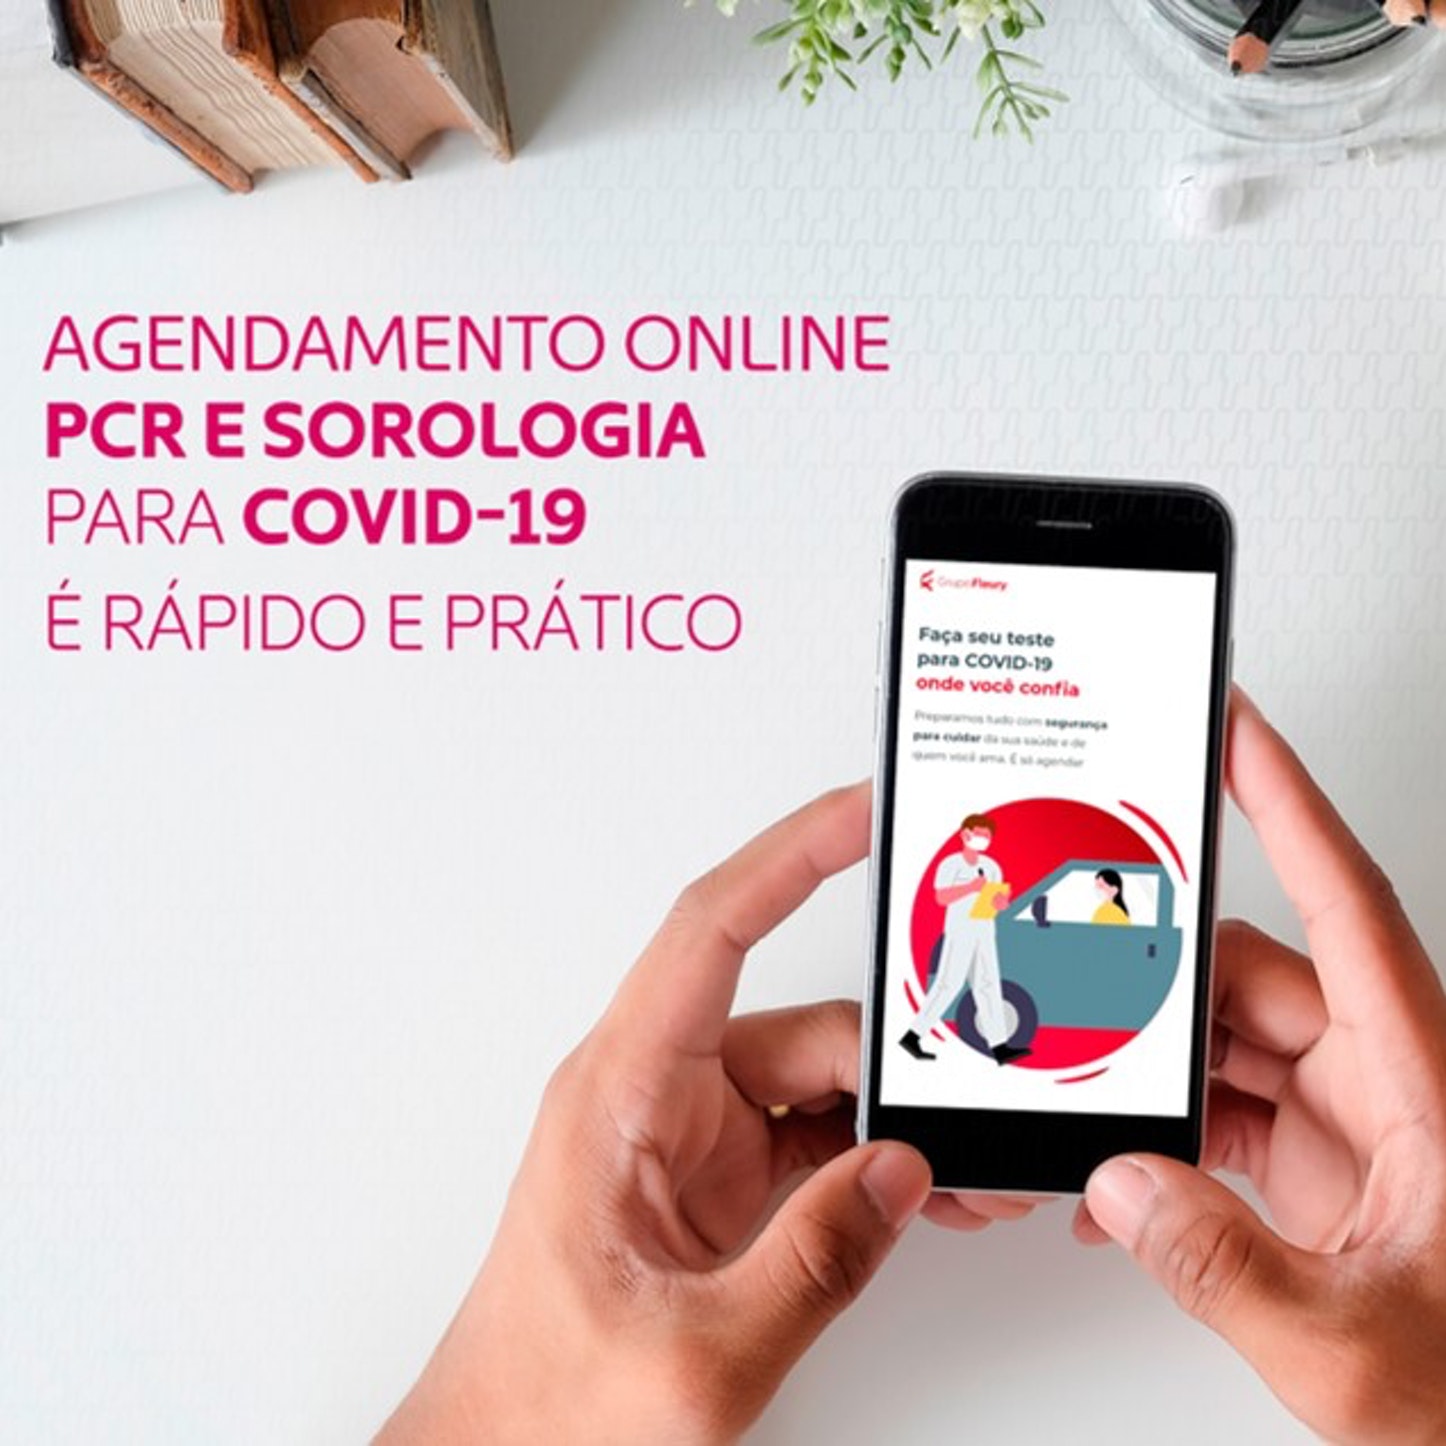 AGENDAMENTO ONLINE
PCR E SOROLOGIA
PARA COVID-19
É RÁPIDO E PRÁTICO
GrupoFleury
Faça seu teste
para COVID-19
onde você confia
Preparamos tudo com segurança
para cuidar da sua saúde e de
quem você ama. É só agendar